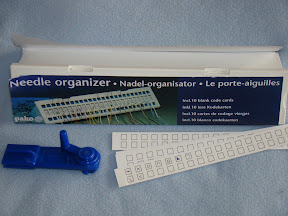 Needle organizer • Nadel-organisator • Le porte-aiguilles
Incl. 10 blank code cards
Inkl. 10 lose Kodekarten
Incl. 10 cartes de codage vierges
Incl. 10 blanco codekaarten
pako